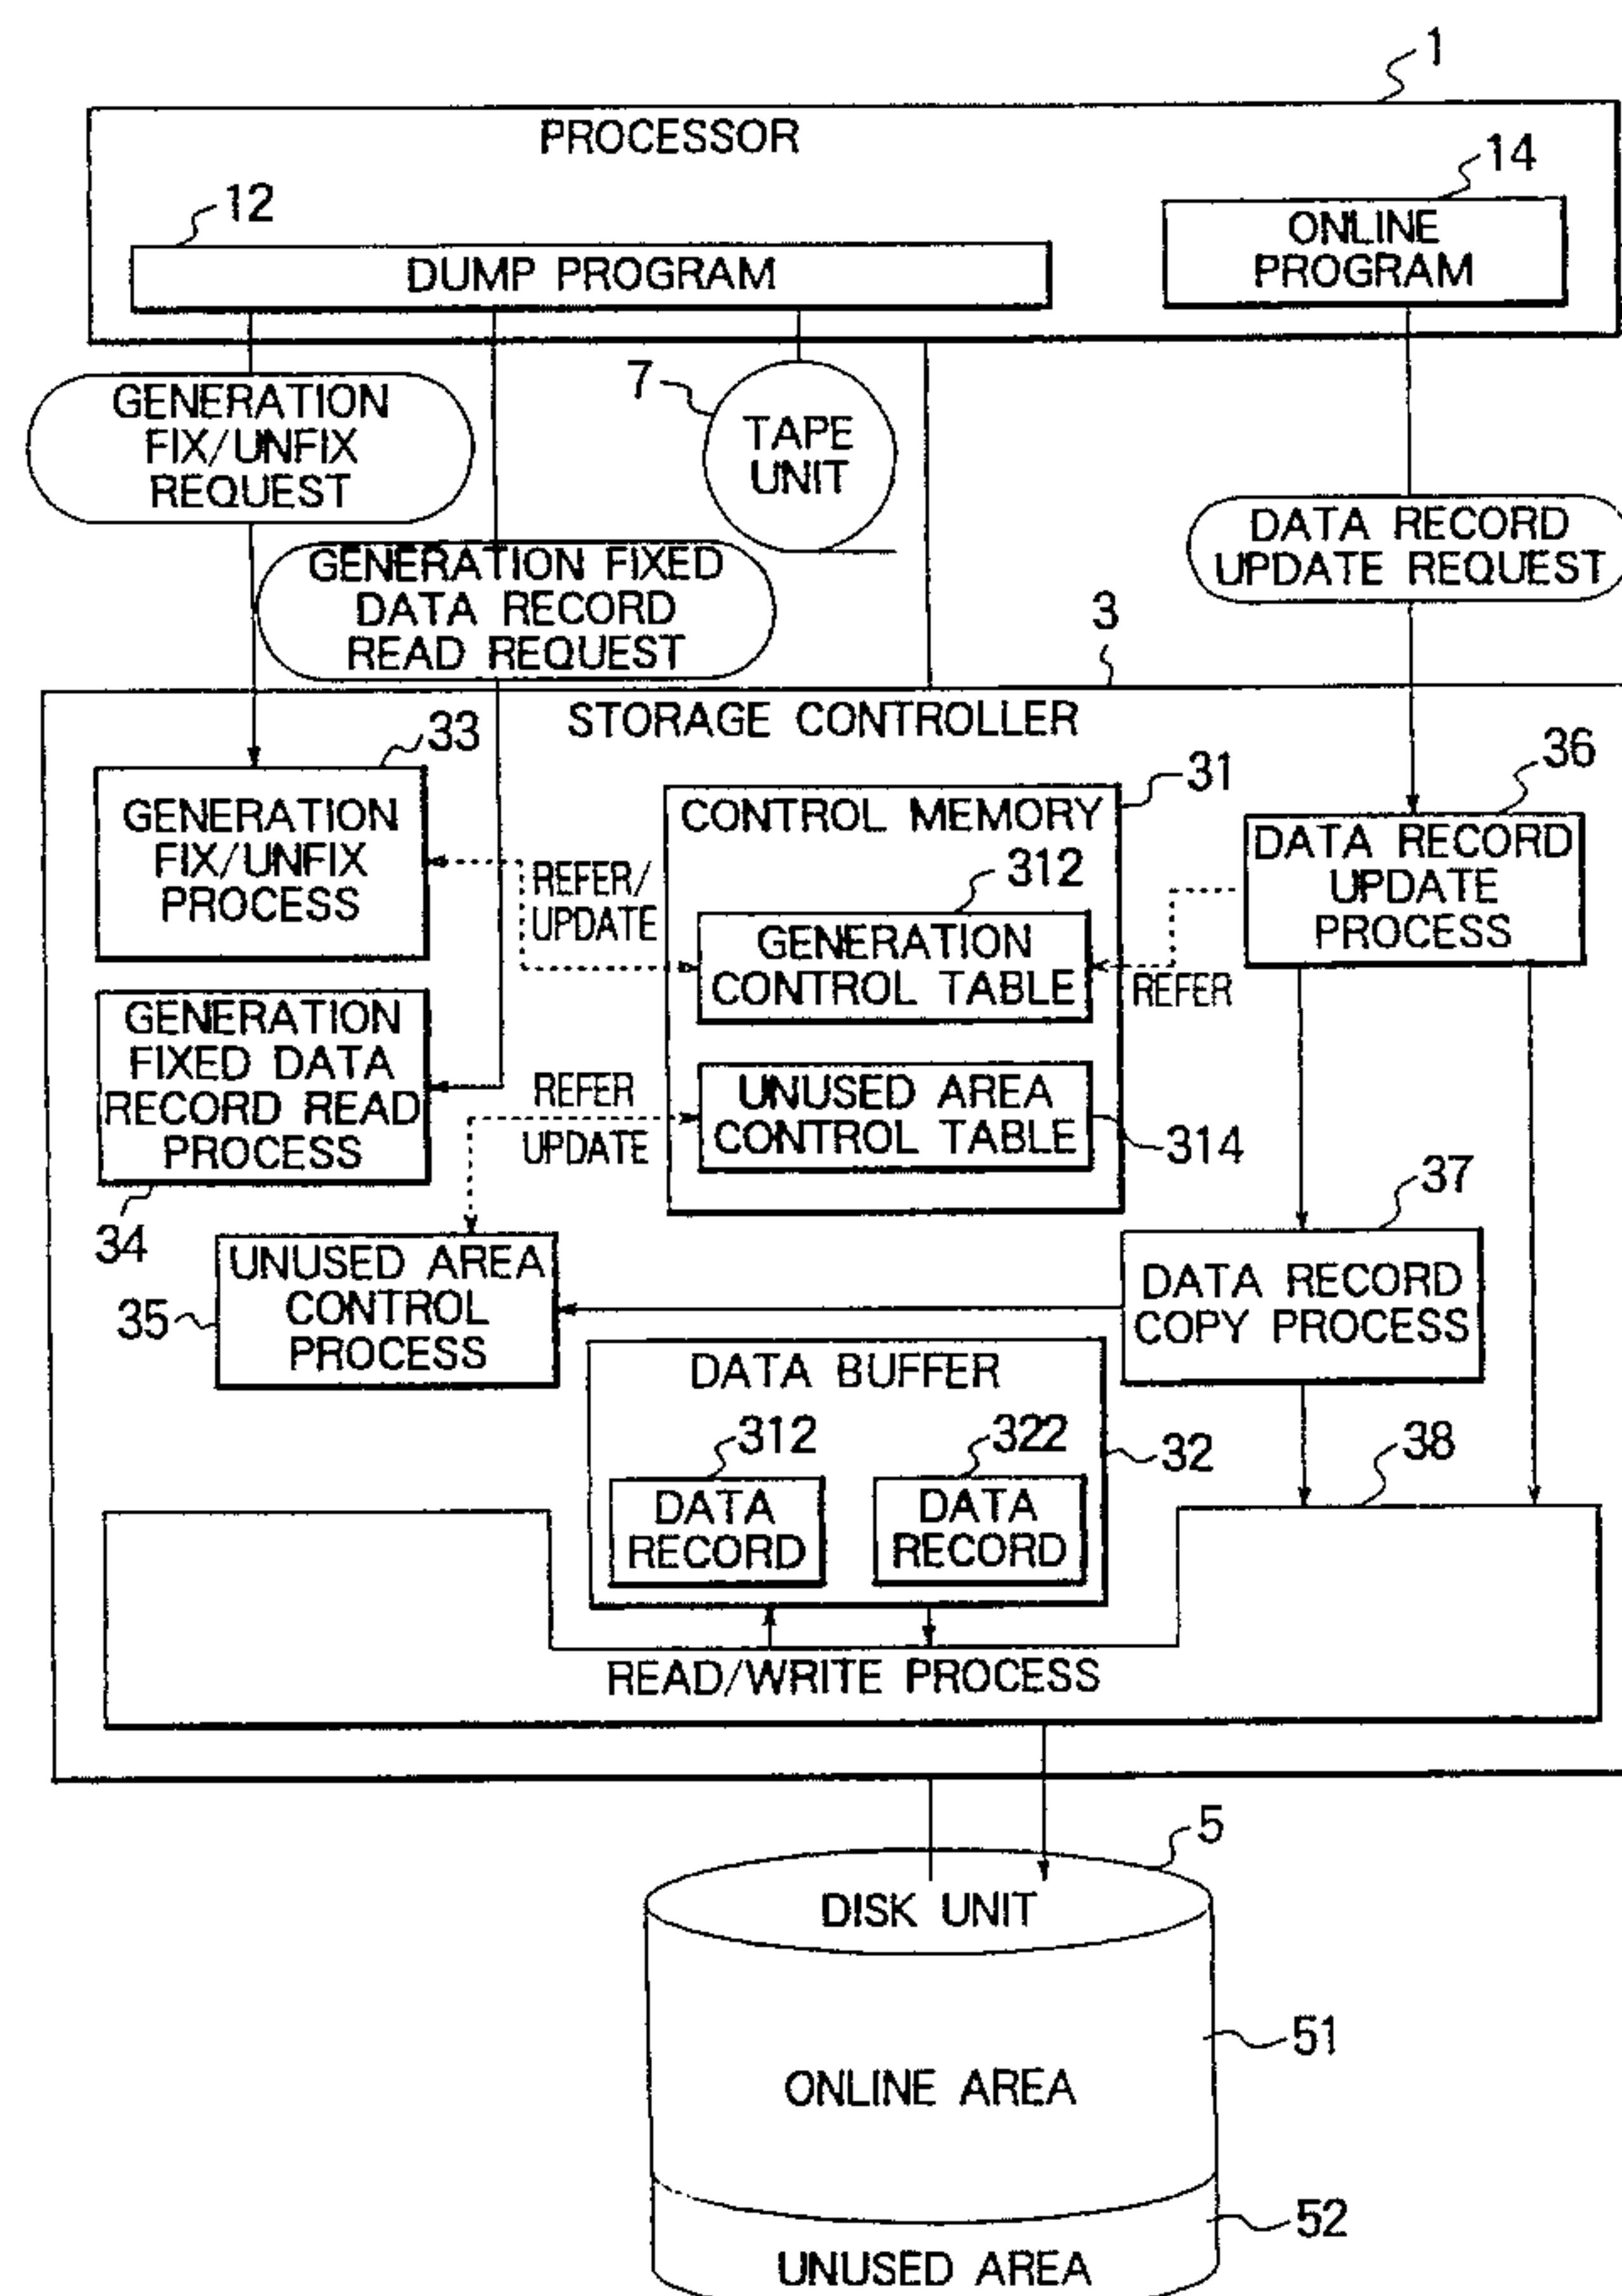 1
PROCESSOR
14
12
ONLINE
PROGRAM
DUMP PROGRAM
7
TAPE
UNIT
GENERATION
FIX/UNFIX
REQUEST
DATA RECORD
UPDATE REQUEST
GENERATION FIXED
DATA RECORD
READ REQUEST
3
STORAGE CONTROLLER
33
GENERATION
FIX/UNFIX
PROCESS
REFER/
UPDATE
31
CONTROL MEMORY
312
GENERATION
CONTROL TABLE
36
DATA RECORD
UPDATE
PROCESS
REFER
GENERATION
FIXED DATA
RECORD READ
PROCESS
34
REFER
UPDATE
UNUSED AREA
CONTROL TABLE
314
37
DATA RECORD
COPY PROCESS
35
UNUSED AREA
CONTROL
PROCESS
DATA BUFFER
32
312
DATA
RECORD
322
DATA
RECORD
38
READ/WRITE PROCESS
5
DISK UNIT
51
ONLINE AREA
52
UNUSED AREA